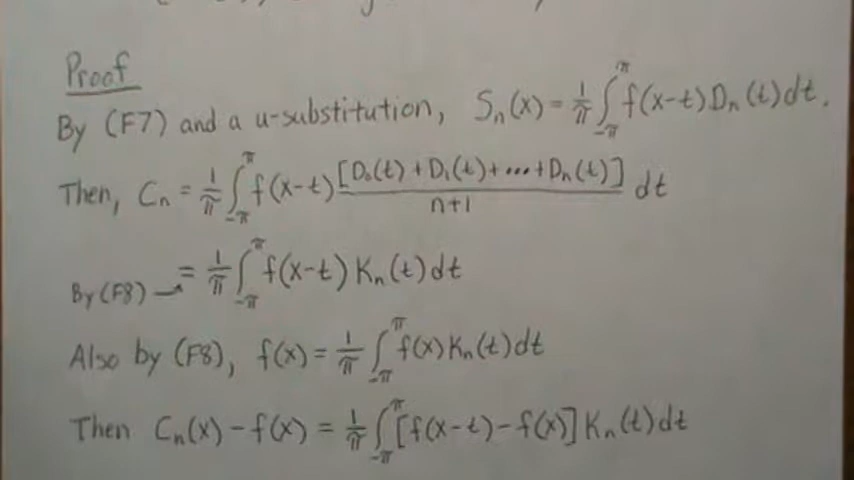 Proof
By (F7) and a u-substitution, Sₙ(x) = 1/π ∫_{-π}^{π} f(x-t) Dₙ(t) dt.
Then, Cₙ = 1/π ∫_{-π}^{π} f(x-t) [D₀(t) + D₁(t) + ... + Dₙ(t)] / n+1 dt
By (F8) → = 1/π ∫_{-π}^{π} f(x-t) Kₙ(t) dt
Also by (F8), f(x) = 1/π ∫_{-π}^{π} f(x) Kₙ(t) dt
Then Cₙ(x) - f(x) = 1/π ∫_{-π}^{π} [f(x-t) - f(x)] Kₙ(t) dt